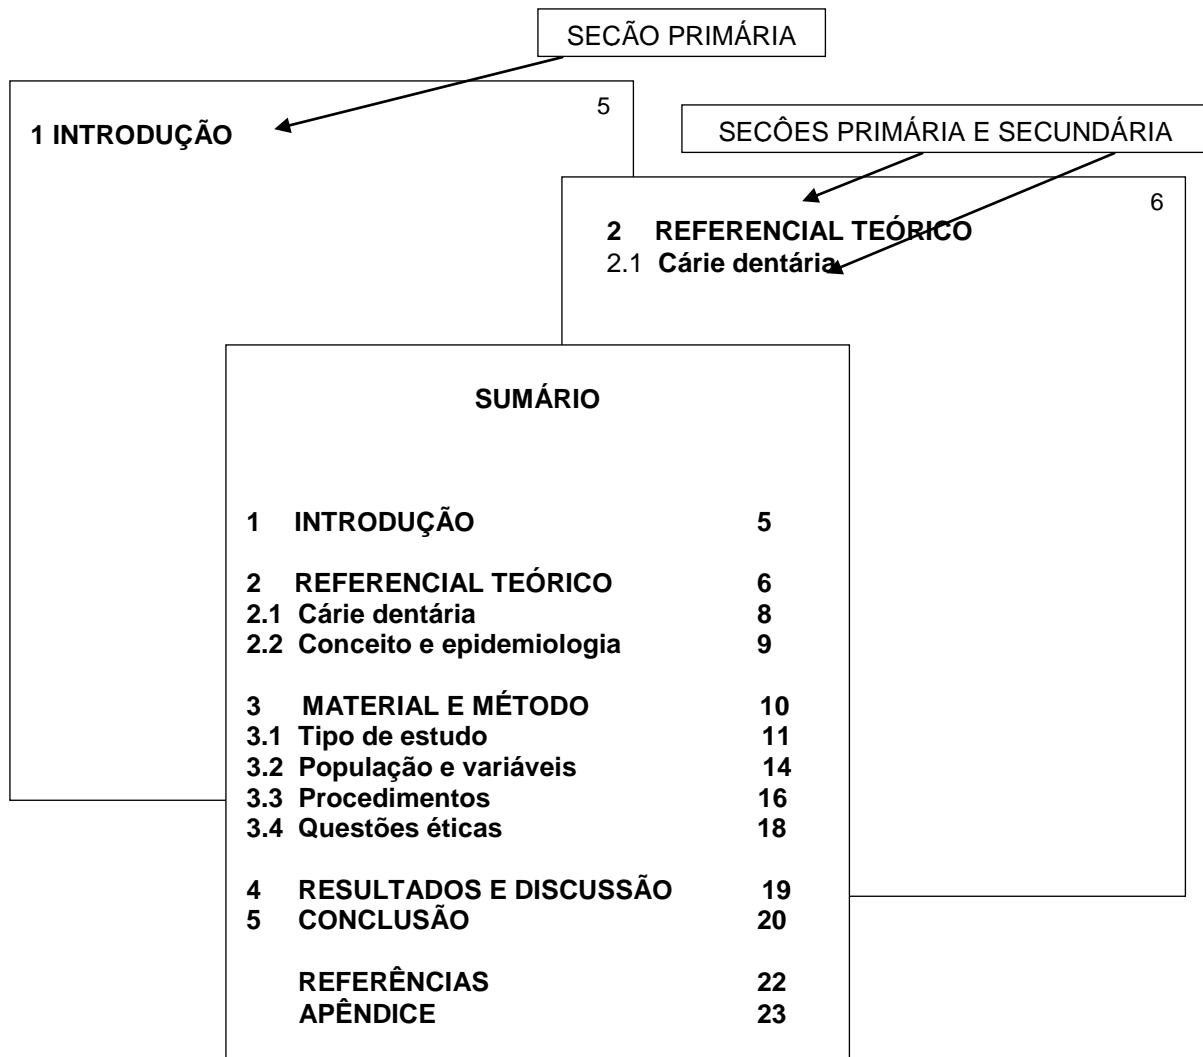 SECÃO PRIMÁRIA
5
1 INTRODUÇÃO
SECÔES PRIMÁRIA E SECUNDÁRIA
6
2 REFERENCIAL TEÓRICO
2.1 Cárie dentária
SUMÁRIO
1 INTRODUÇÃO 5
2 REFERENCIAL TEÓRICO 6
2.1 Cárie dentária 8
2.2 Conceito e epidemiologia 9
3 MATERIAL E MÉTODO 10
3.1 Tipo de estudo 11
3.2 População e variáveis 14
3.3 Procedimentos 16
3.4 Questões éticas 18
4 RESULTADOS E DISCUSSÃO 19
5 CONCLUSÃO 20
REFERÊNCIAS 22
APÊNDICE 23